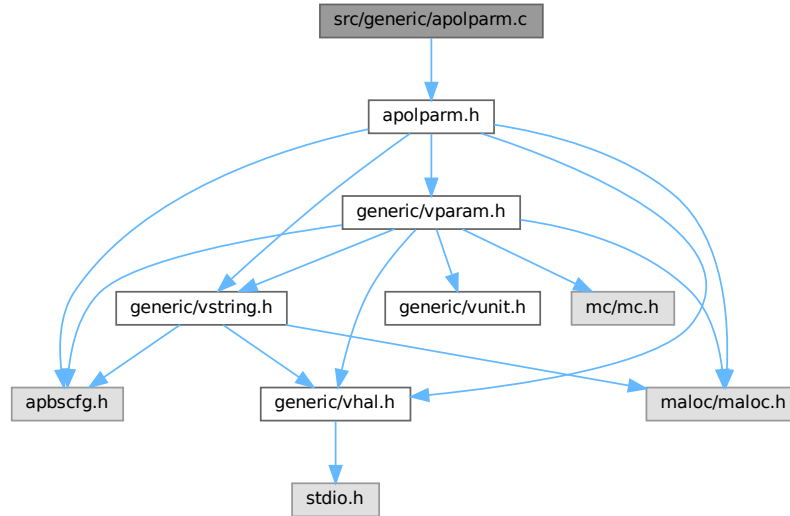 src/generic/apolparm.c
apolparm.h
generic/vparam.h
generic/vstring.h
generic/vunit.h
mc/mc.h
apbscfg.h
generic/vhal.h
maloc/maloc.h
stdio.h